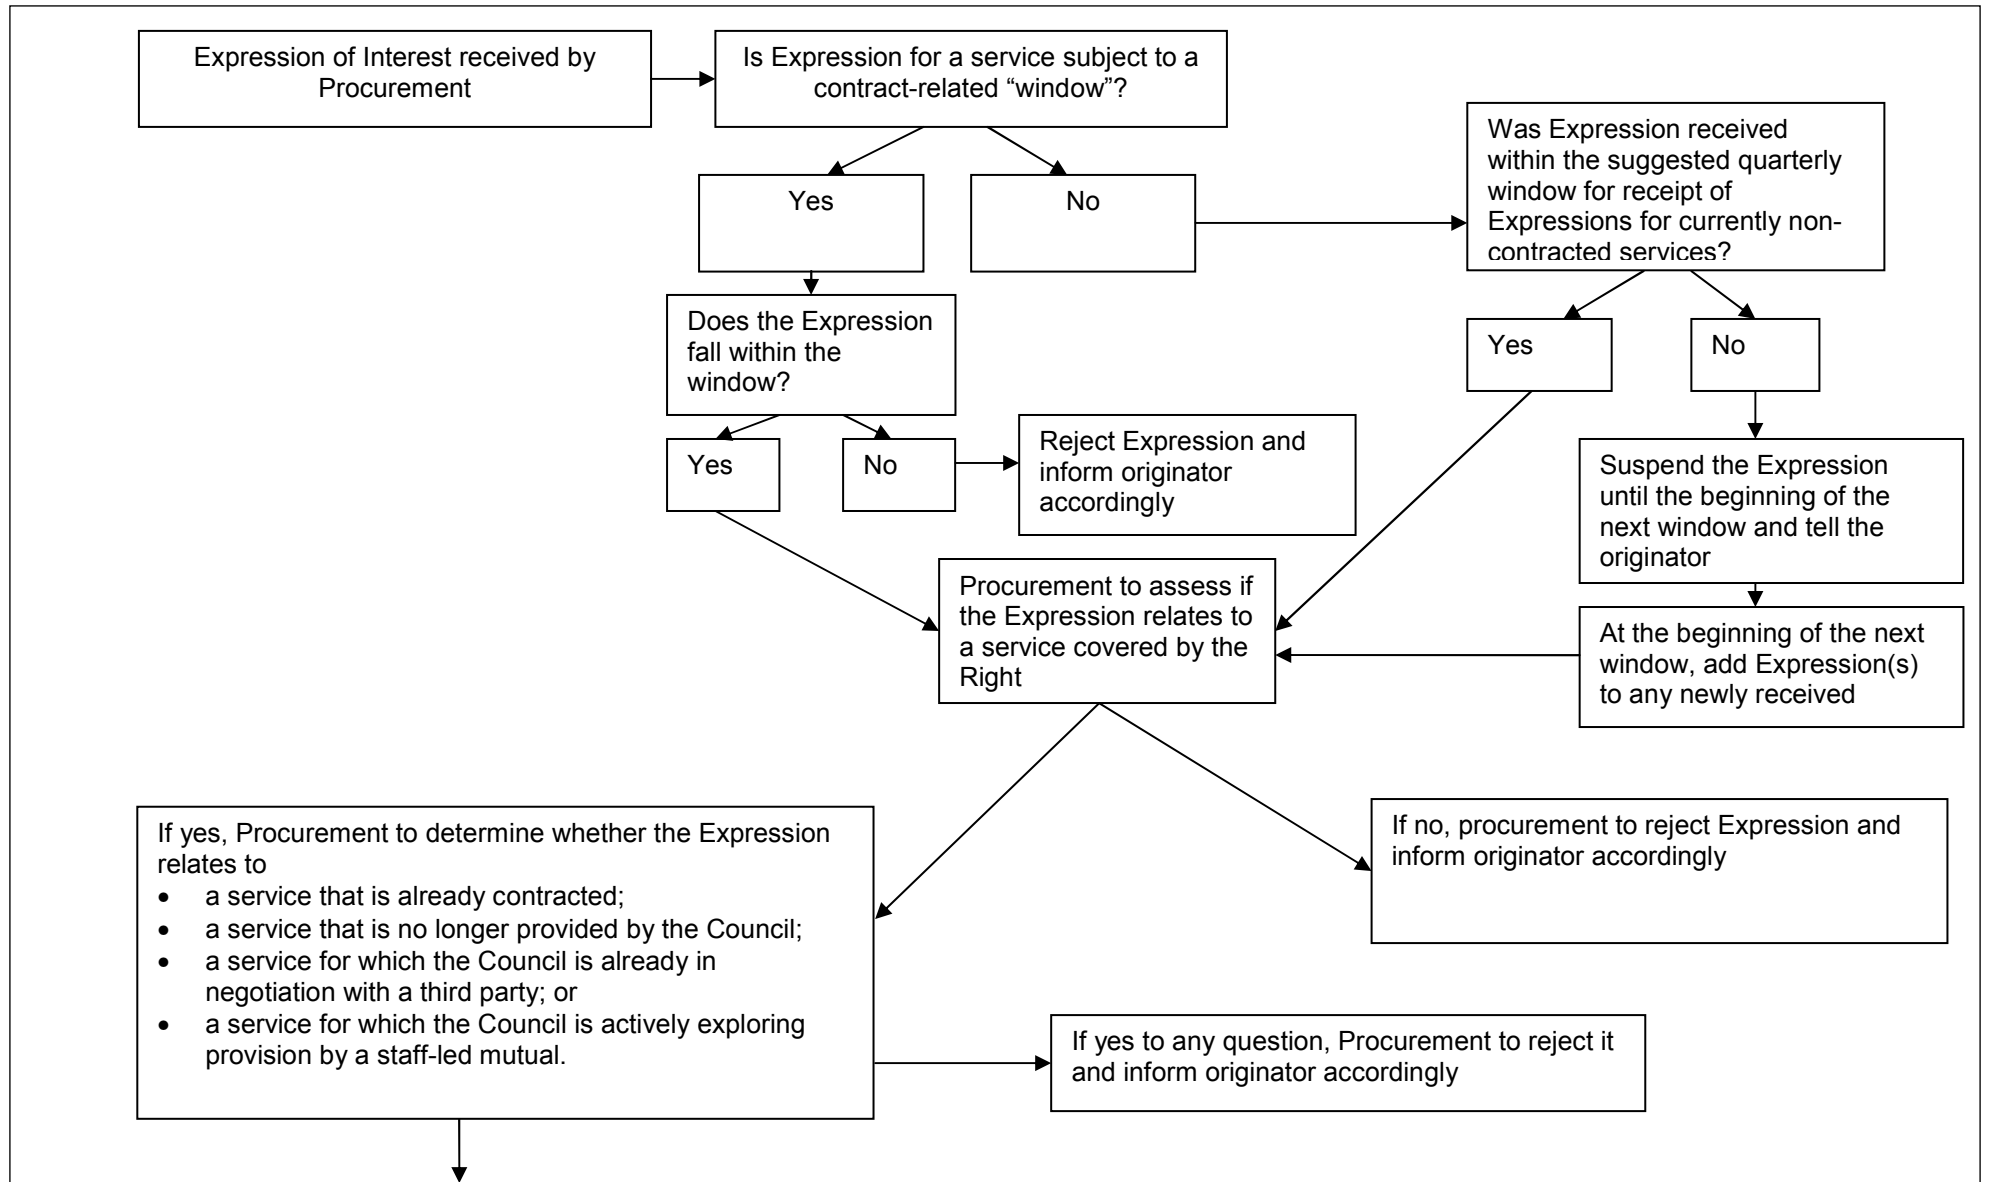 Expression of Interest received by
Procurement
Is Expression for a service subject to a
contract-related “window”?
Was Expression received
within the suggested quarterly
window for receipt of
Expressions for currently non-
contracted services?
Yes
No
Does the Expression
fall within the
window?
Yes
No
Yes
No
Reject Expression and
inform originator
accordingly
Suspend the Expression
until the beginning of the
next window and tell the
originator
Procurement to assess if
the Expression relates to
a service covered by the
Right
At the beginning of the next
window, add Expression(s)
to any newly received
If yes, Procurement to determine whether the Expression
relates to
• a service that is already contracted;
• a service that is no longer provided by the Council;
• a service for which the Council is already in
negotiation with a third party; or
• a service for which the Council is actively exploring
provision by a staff-led mutual.
If no, procurement to reject Expression and
inform originator accordingly
If yes to any question, Procurement to reject it
and inform originator accordingly